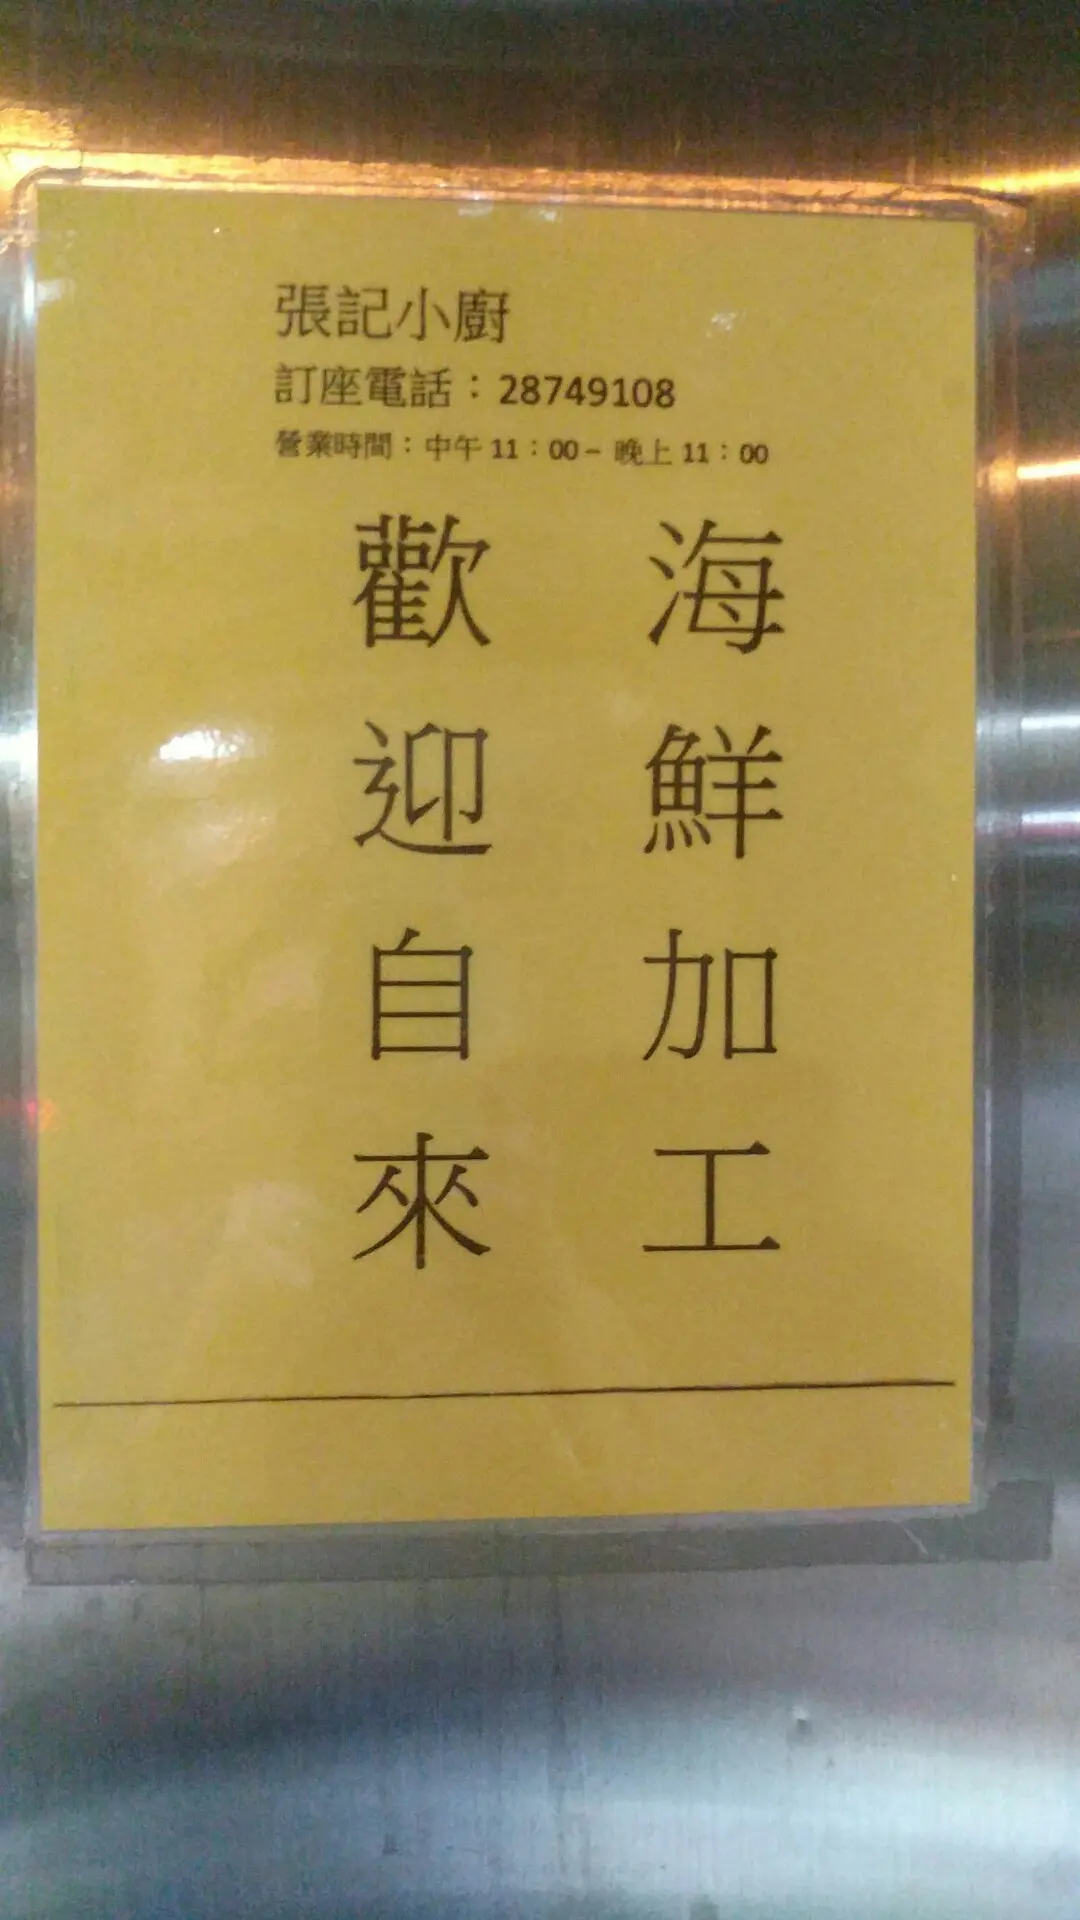 張記小廚
訂座電話：28749108
營業時間：中午 11：00 – 晚上 11：00
海鮮加工
歡迎自來